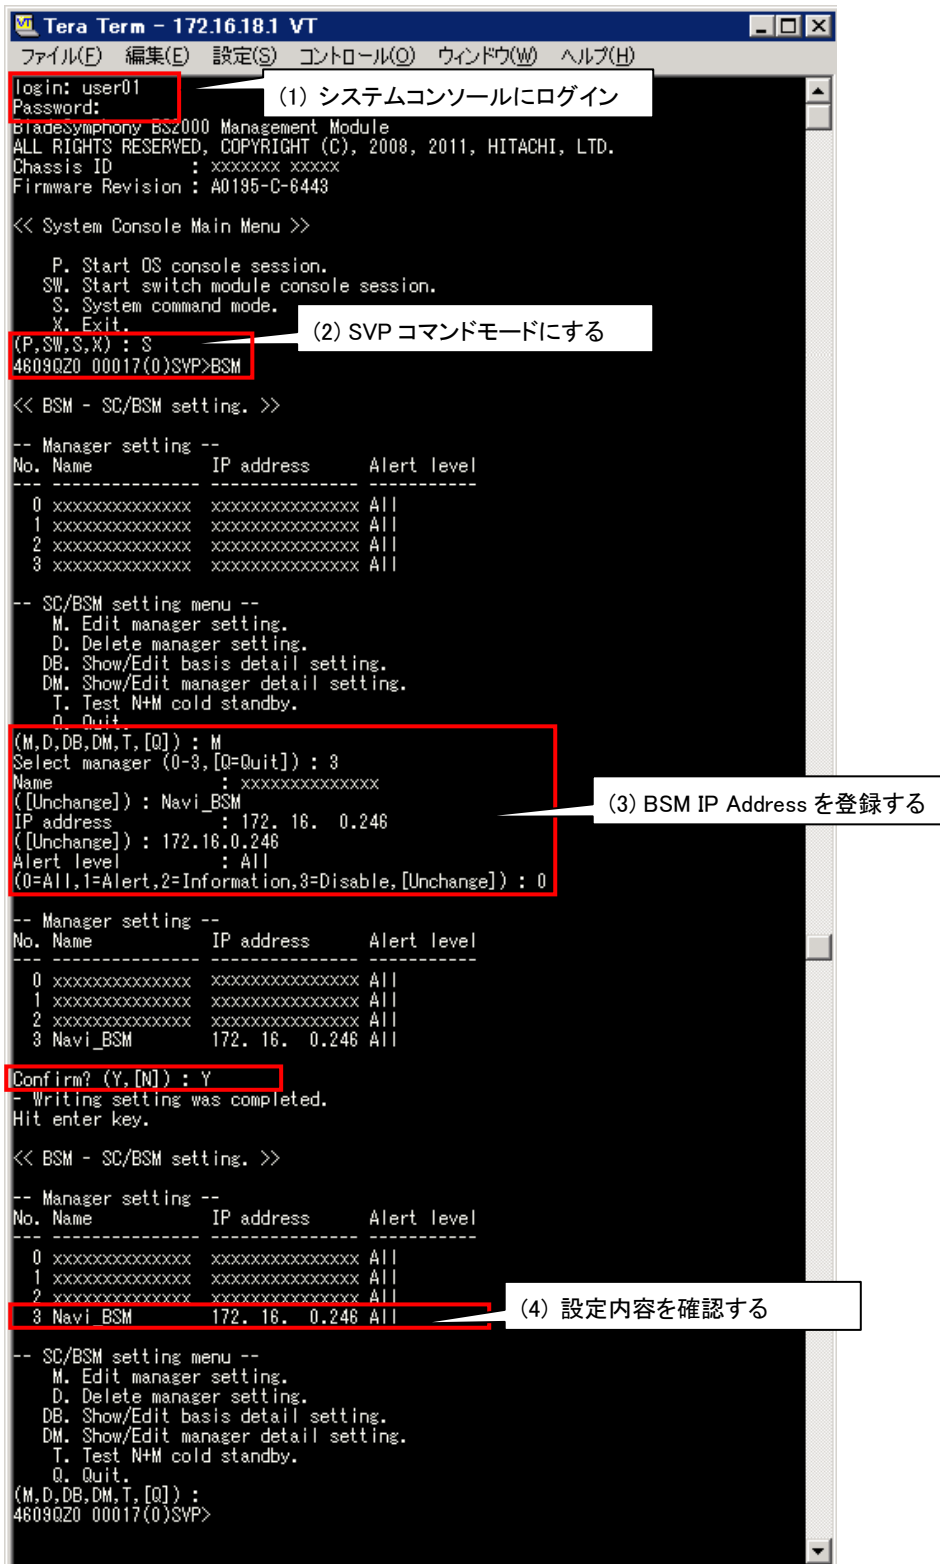 Tera Term - 172.16.18.1 VT
ファイル(F) 編集(E) 設定(S) コントロール(O) ウィンドウ(W) ヘルプ(H)
login: user01
(1) システムコンソールにログイン
Password:
BladeSymphony BS2000 Management Module
ALL RIGHTS RESERVED, COPYRIGHT (C), 2008, 2011, HITACHI, LTD.
Chassis ID : xxxxxxx xxxxx
Firmware Revision : A0195-C-6443
<< System Console Main Menu >>
P. Start OS console session.
SW. Start switch module console session.
S. System command mode.
X. Exit.
(2) SVP コマンドモードにする
(P,SW,S,X) : S
4609QZ0 00017(0)SVP>BSM
<< BSM - SC/BSM setting. >>
-- Manager setting --
No. Name IP address Alert level
--- --------------- --------------- -----------
0 xxxxxxxxxxxxxx xxxxxxxxxxxxxxx All
1 xxxxxxxxxxxxxx xxxxxxxxxxxxxxx All
2 xxxxxxxxxxxxxx xxxxxxxxxxxxxxx All
3 xxxxxxxxxxxxxx xxxxxxxxxxxxxxx All
-- SC/BSM setting menu --
M. Edit manager setting.
D. Delete manager setting.
DB. Show/Edit basis detail setting.
DM. Show/Edit manager detail setting.
T. Test N+M cold standby.
Q. Quit.
(M,D,DB,DM,T,[Q]) : M
Select manager (0-3,[Q=Quit]) : 3
Name : xxxxxxxxxxxxxx
([Unchange]) : Navi_BSM
(3) BSM IP Address を登録する
IP address : 172. 16. 0.246
([Unchange]) : 172.16.0.246
Alert level : All
(0=All,1=Alert,2=Information,3=Disable,[Unchange]) : 0
-- Manager setting --
No. Name IP address Alert level
--- --------------- --------------- -----------
0 xxxxxxxxxxxxxx xxxxxxxxxxxxxxx All
1 xxxxxxxxxxxxxx xxxxxxxxxxxxxxx All
2 xxxxxxxxxxxxxx xxxxxxxxxxxxxxx All
3 Navi_BSM 172. 16. 0.246 All
Confirm? (Y,[N]) : Y
- Writing setting was completed.
Hit enter key.
<< BSM - SC/BSM setting. >>
-- Manager setting --
No. Name IP address Alert level
--- --------------- --------------- -----------
0 xxxxxxxxxxxxxx xxxxxxxxxxxxxxx All
1 xxxxxxxxxxxxxx xxxxxxxxxxxxxxx All
2 xxxxxxxxxxxxxx xxxxxxxxxxxxxxx All
3 Navi_BSM 172. 16. 0.246 All
(4) 設定内容を確認する
-- SC/BSM setting menu --
M. Edit manager setting.
D. Delete manager setting.
DB. Show/Edit basis detail setting.
DM. Show/Edit manager detail setting.
T. Test N+M cold standby.
Q. Quit.
(M,D,DB,DM,T,[Q]) :
4609QZ0 00017(0)SVP>